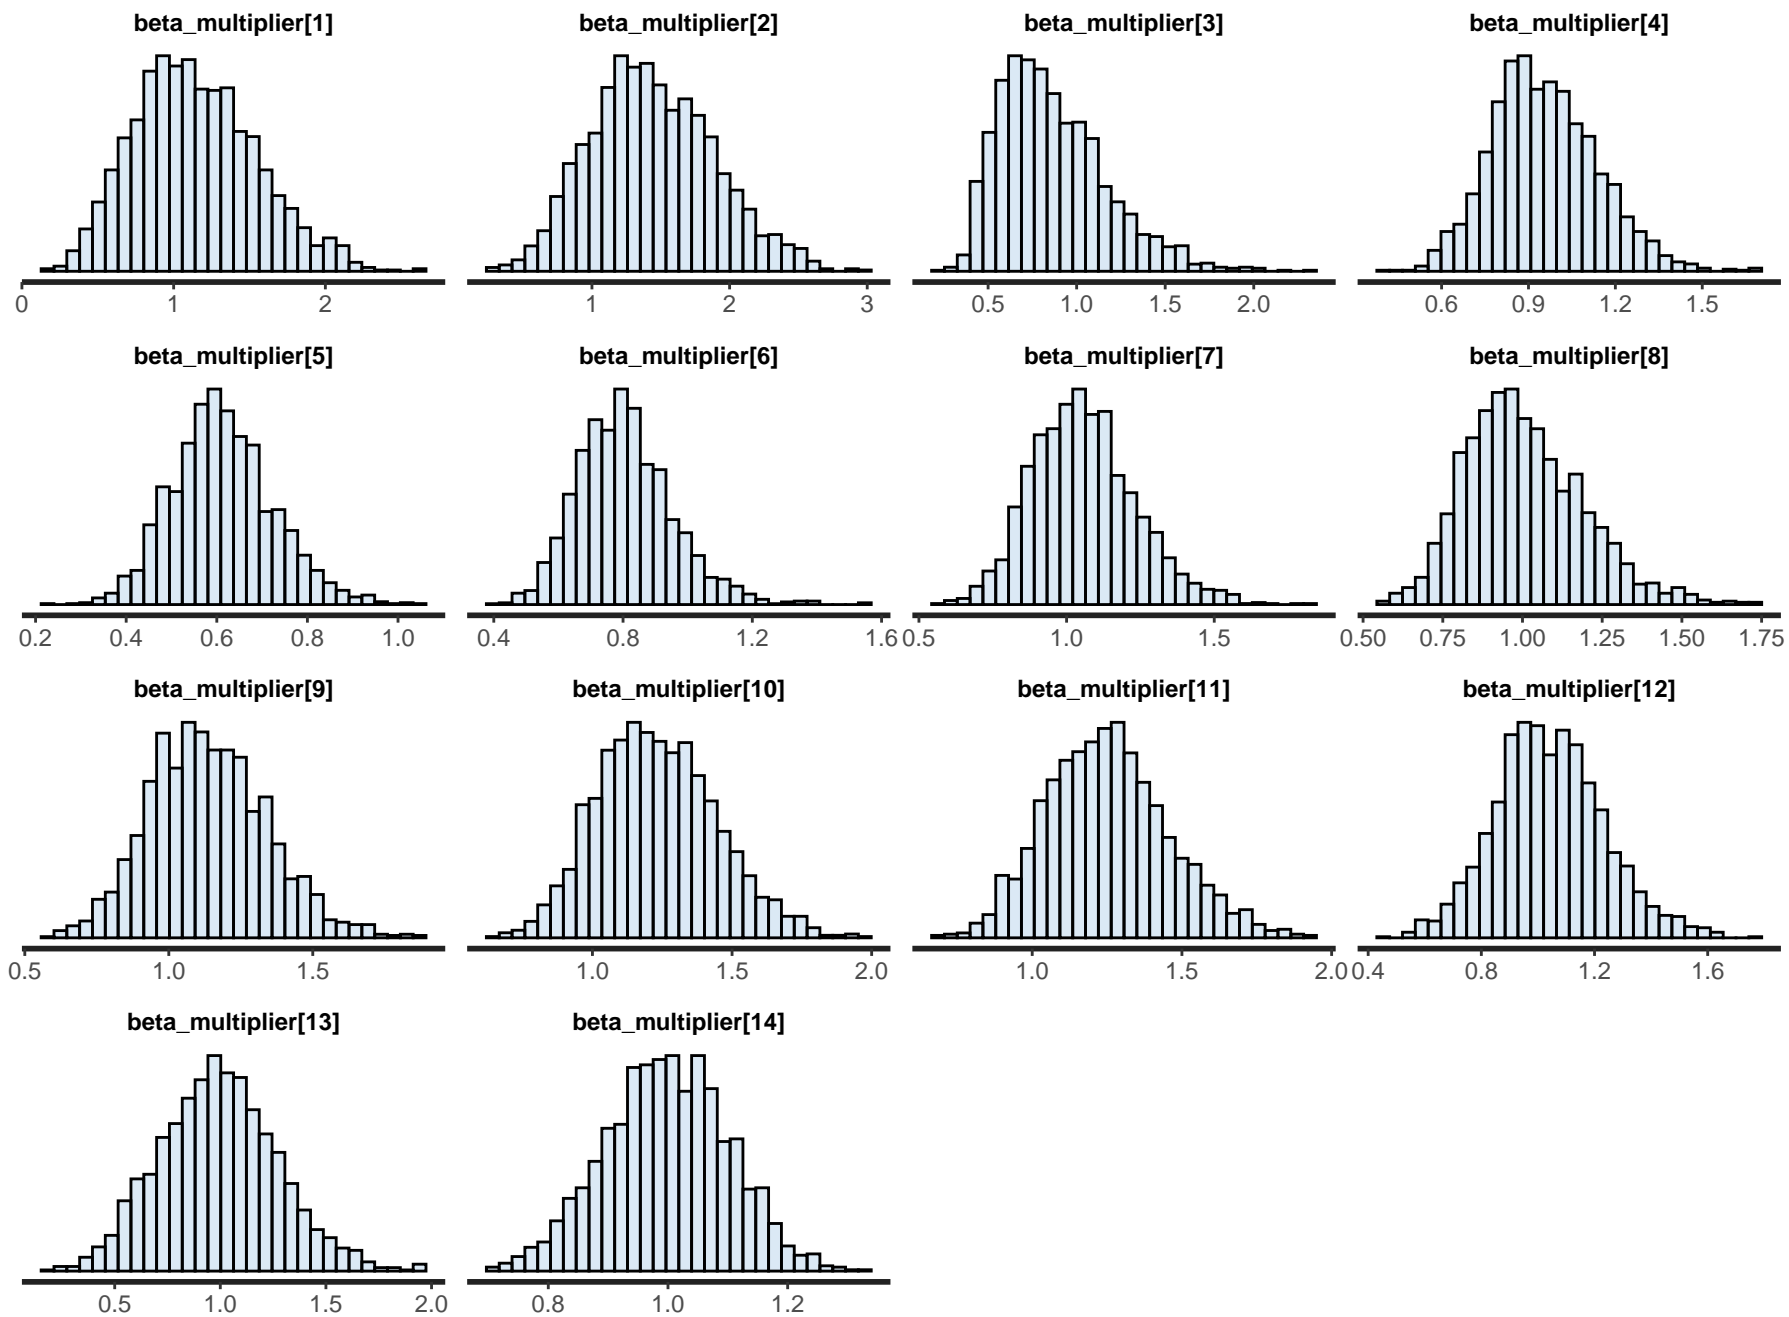 beta_multiplier[1] beta_multiplier[2] beta_multiplier[3] beta_multiplier[4]
0 1 2 1 2 3 0.5 1.0 1.5 2.0 0.6 0.9 1.2 1.5
beta_multiplier[5] beta_multiplier[6] beta_multiplier[7] beta_multiplier[8]
0.2 0.4 0.6 0.8 1.0 0.4 0.8 1.2 1.6 0.5 1.0 1.5 0.50 0.75 1.00 1.25 1.50 1.75
beta_multiplier[9] beta_multiplier[10] beta_multiplier[11] beta_multiplier[12]
0.5 1.0 1.5 1.0 1.5 2.0 1.0 1.5 2.0 0.4 0.8 1.2 1.6
beta_multiplier[13] beta_multiplier[14]
0.5 1.0 1.5 2.0 0.8 1.0 1.2